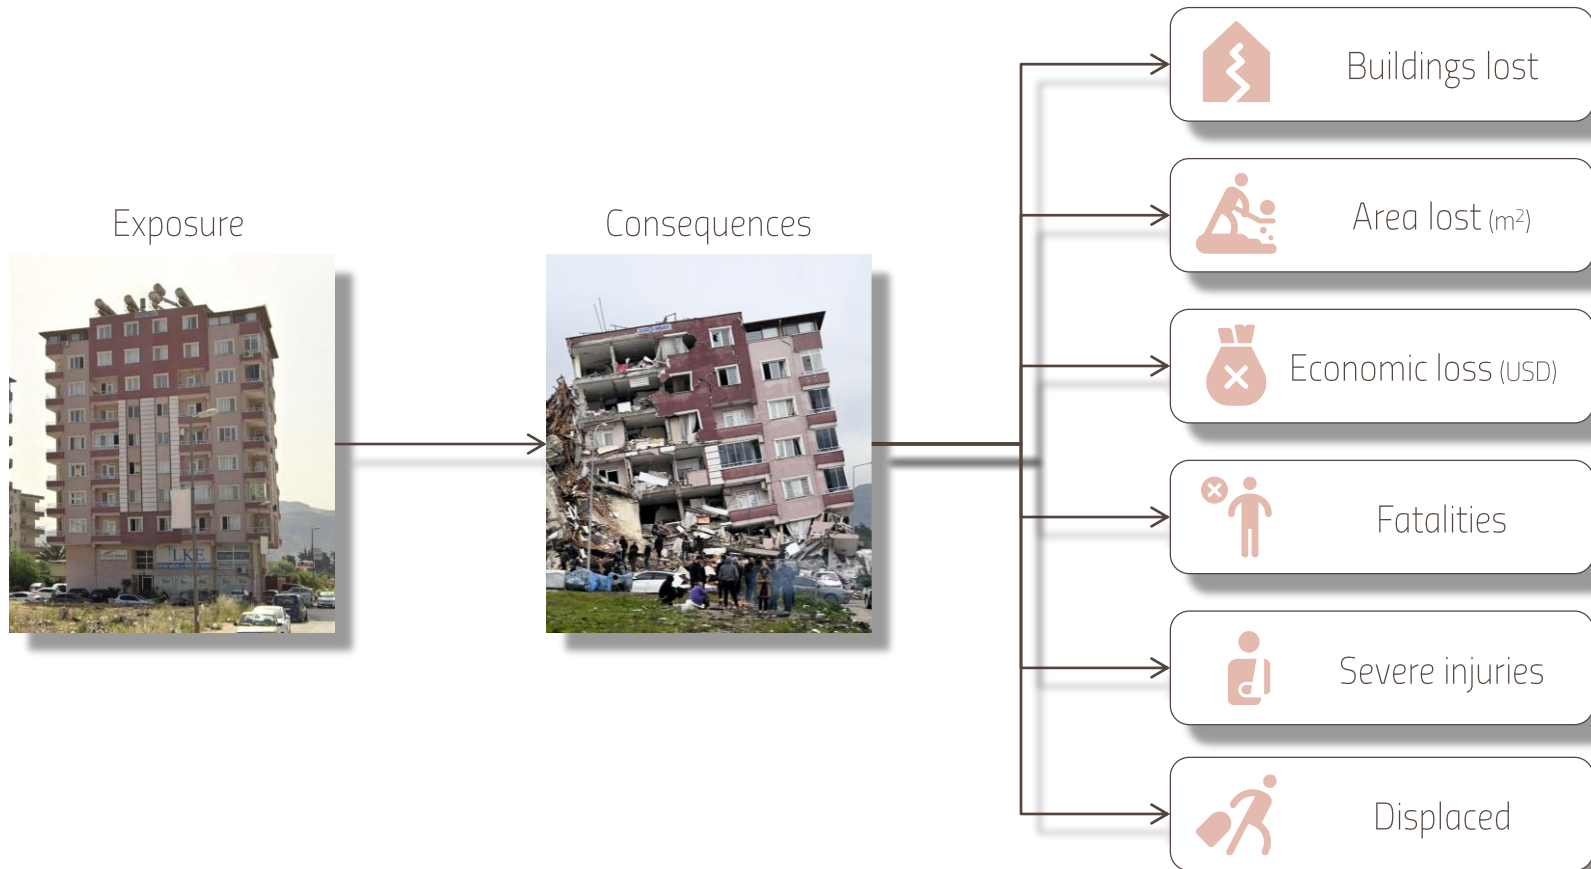 Exposure
Consequences
Buildings lost
Area lost (m²)
Economic loss (USD)
Fatalities
Severe injuries
Displaced